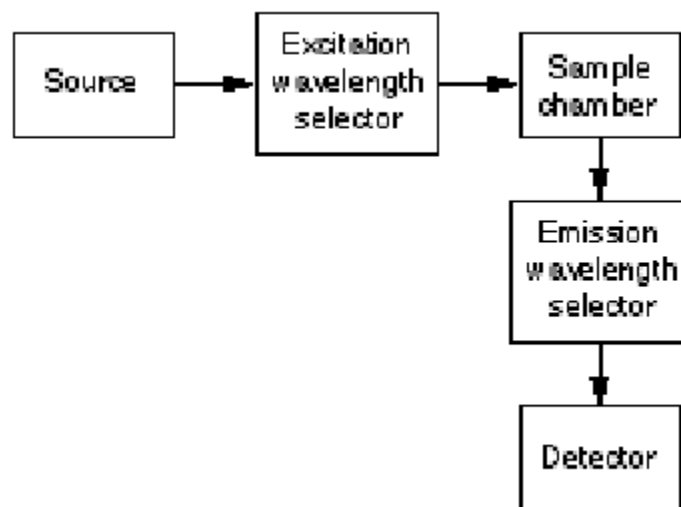 Source
Excitation
wavelength
selector
Sample
chamber
Emission
wavelength
selector
Detector